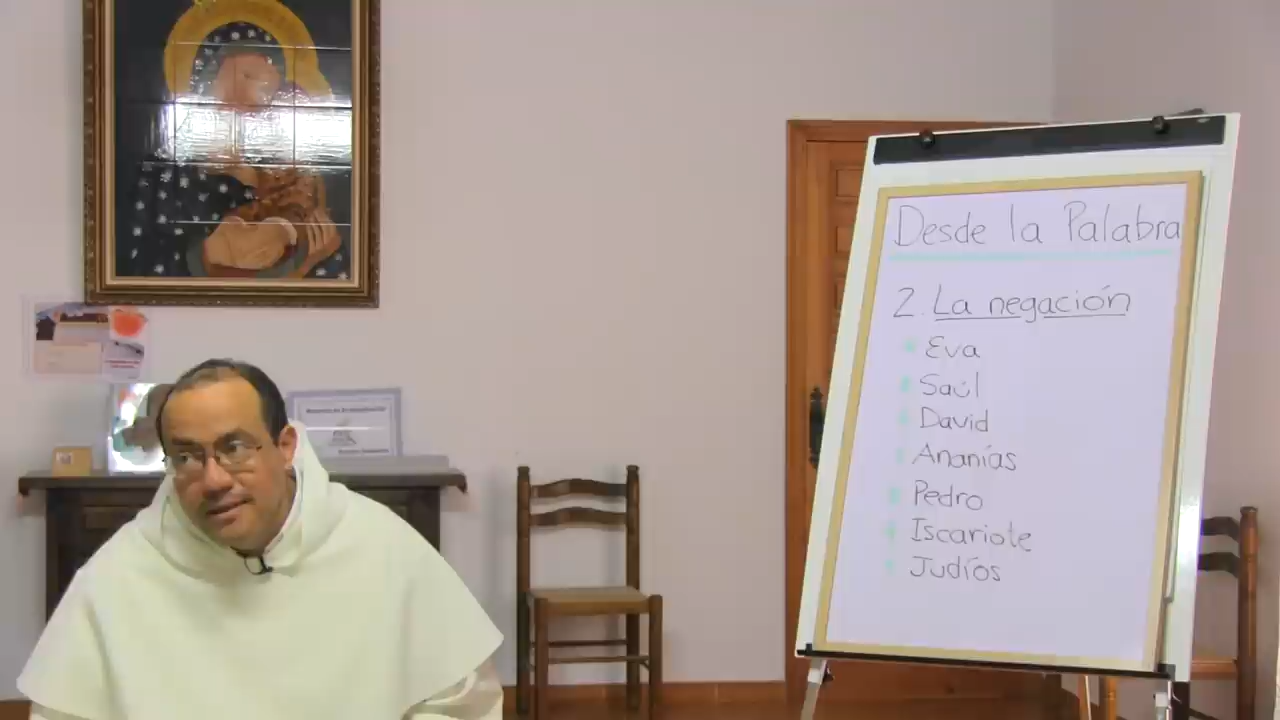 Desde la Palabra
2. La negación
Eva
Saúl
David
Ananías
Pedro
Iscariote
Judíos